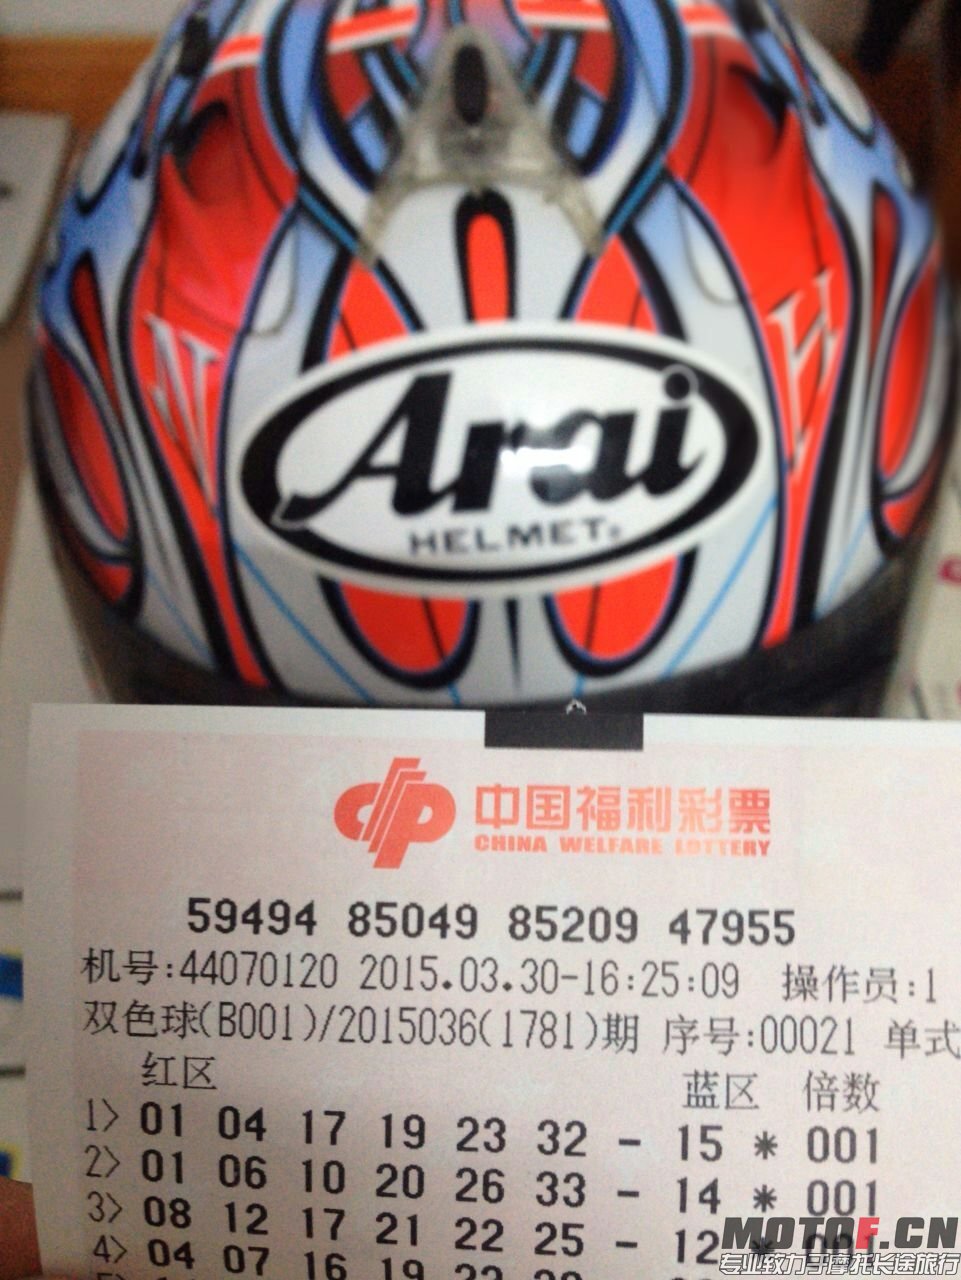 N H
Arai
HELMET
中国福利彩票
CHINA WELFARE LOTTERY
59494 85049 85209 47955
机号:44070120 2015.03.30-16:25:09 操作员:1
双色球(B001)/2015036(1781)期 序号:00021 单式
红区 蓝区 倍数
1> 01 04 17 19 23 32 - 15 * 001
2> 01 06 10 20 26 33 - 14 * 001
3> 08 12 17 21 22 25 - 12 * 001
4> 04 07 16 19
MOTOF.CN
专业致力于摩托长途旅行